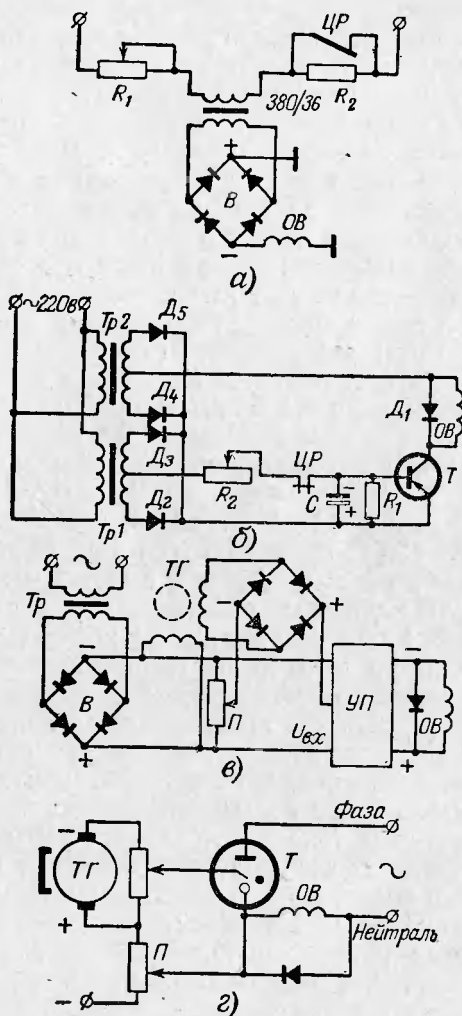 ЦР
R₁
R₂
380/36
+
В
ОВ
−
а)
~220в
Тр2
Д₅
Д₄
Д₃
Д₂
Тр1
R₂
ЦР
−
С
+
R₁
Д₁
ОВ
Т
б)
~
Тр
ТГ
−
+
−
В
+
П
Uвх
УП
−
ОВ
+
в)
Фаза
−
ТГ
Т
~
ОВ
+
Нейтраль
П
−
г)